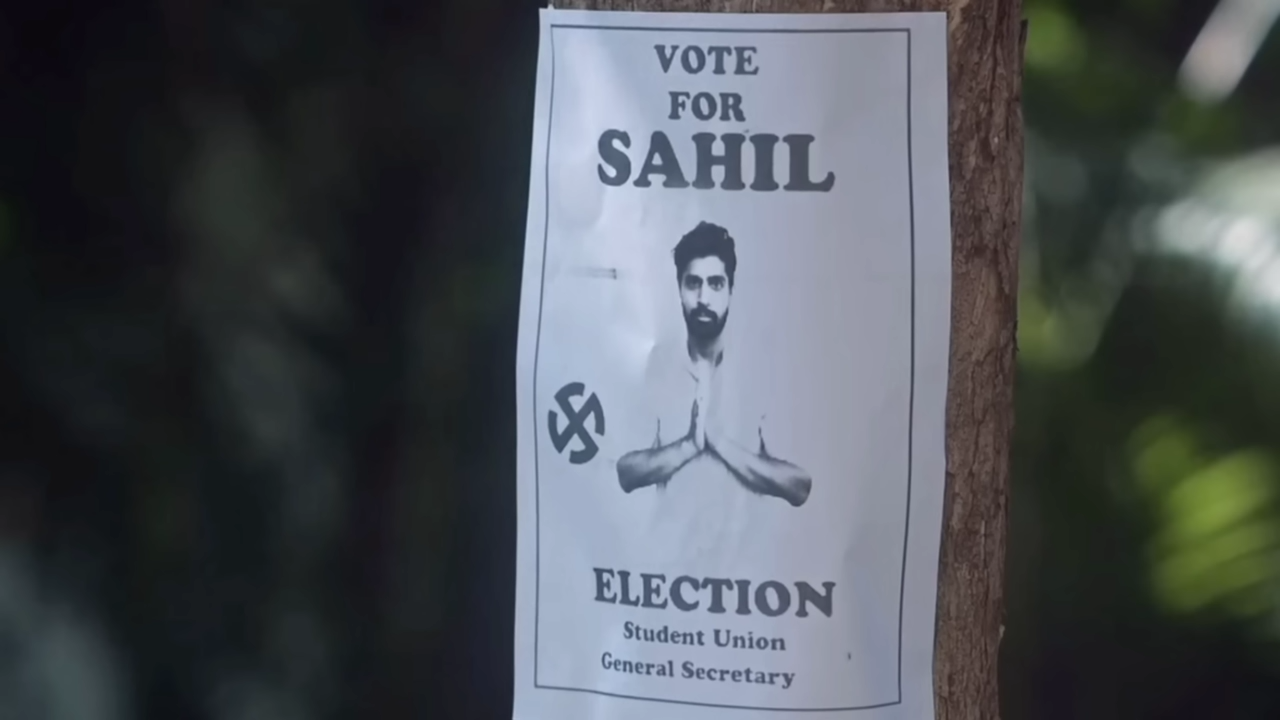 VOTE
FOR
SAHIL
ELECTION
Student Union
General Secretary